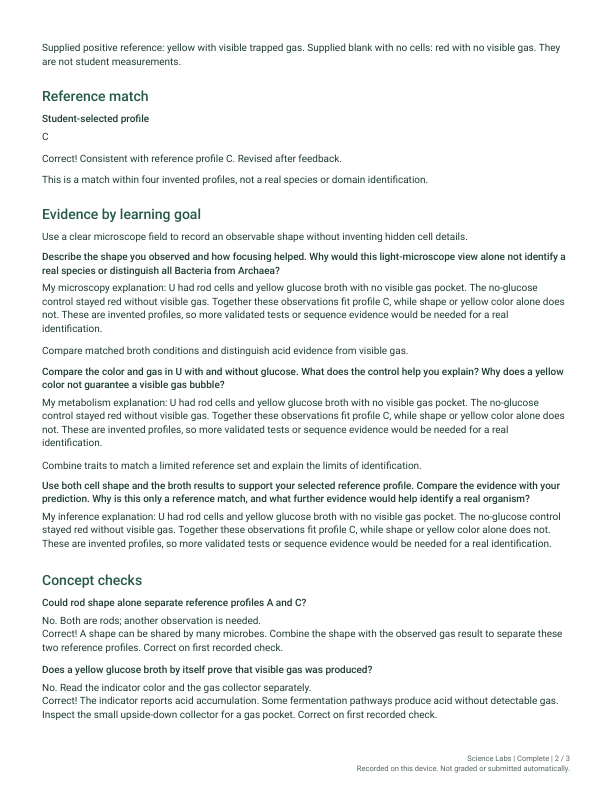 Supplied positive reference: yellow with visible trapped gas. Supplied blank with no cells: red with no visible gas. They
are not student measurements.
Reference match
Student-selected profile
C
Correct! Consistent with reference profile C. Revised after feedback.
This is a match within four invented profiles, not a real species or domain identification.
Evidence by learning goal
Use a clear microscope field to record an observable shape without inventing hidden cell details.
Describe the shape you observed and how focusing helped. Why would this light-microscope view alone not identify a
real species or distinguish all Bacteria from Archaea?
My microscopy explanation: U had rod cells and yellow glucose broth with no visible gas pocket. The no-glucose
control stayed red without visible gas. Together these observations fit profile C, while shape or yellow color alone does
not. These are invented profiles, so more validated tests or sequence evidence would be needed for a real
identification.
Compare matched broth conditions and distinguish acid evidence from visible gas.
Compare the color and gas in U with and without glucose. What does the control help you explain? Why does a yellow
color not guarantee a visible gas bubble?
My metabolism explanation: U had rod cells and yellow glucose broth with no visible gas pocket. The no-glucose
control stayed red without visible gas. Together these observations fit profile C, while shape or yellow color alone does
not. These are invented profiles, so more validated tests or sequence evidence would be needed for a real
identification.
Combine traits to match a limited reference set and explain the limits of identification.
Use both cell shape and the broth results to support your selected reference profile. Compare the evidence with your
prediction. Why is this only a reference match, and what further evidence would help identify a real organism?
My inference explanation: U had rod cells and yellow glucose broth with no visible gas pocket. The no-glucose control
stayed red without visible gas. Together these observations fit profile C, while shape or yellow color alone does not.
These are invented profiles, so more validated tests or sequence evidence would be needed for a real identification.
Concept checks
Could rod shape alone separate reference profiles A and C?
No. Both are rods; another observation is needed.
Correct! A shape can be shared by many microbes. Combine the shape with the observed gas result to separate these
two reference profiles. Correct on first recorded check.
Does a yellow glucose broth by itself prove that visible gas was produced?
No. Read the indicator color and the gas collector separately.
Correct! The indicator reports acid accumulation. Some fermentation pathways produce acid without detectable gas.
Inspect the small upside-down collector for a gas pocket. Correct on first recorded check.
Science Labs | Complete | 2 / 3
Recorded on this device. Not graded or submitted automatically.